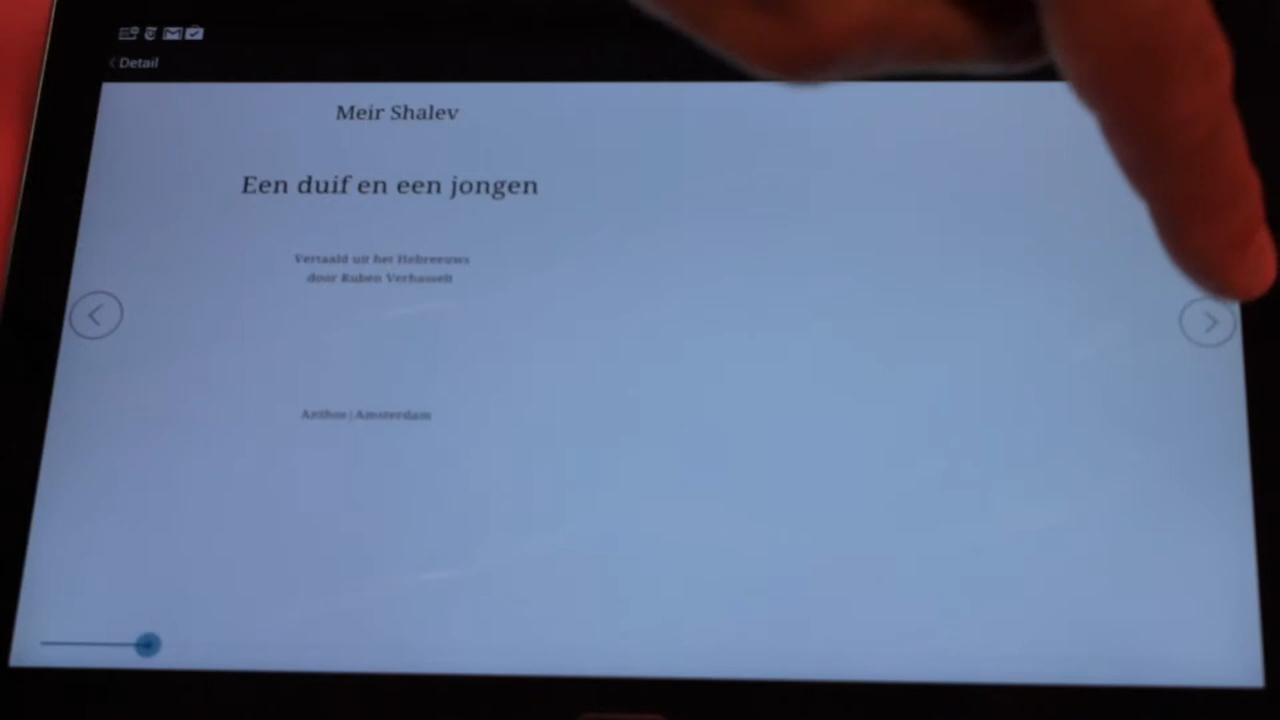 Detail
Meir Shalev
Een duif en een jongen
Vertaald uit het Hebreeuws
door Ruben Verhasselt
Anthos | Amsterdam